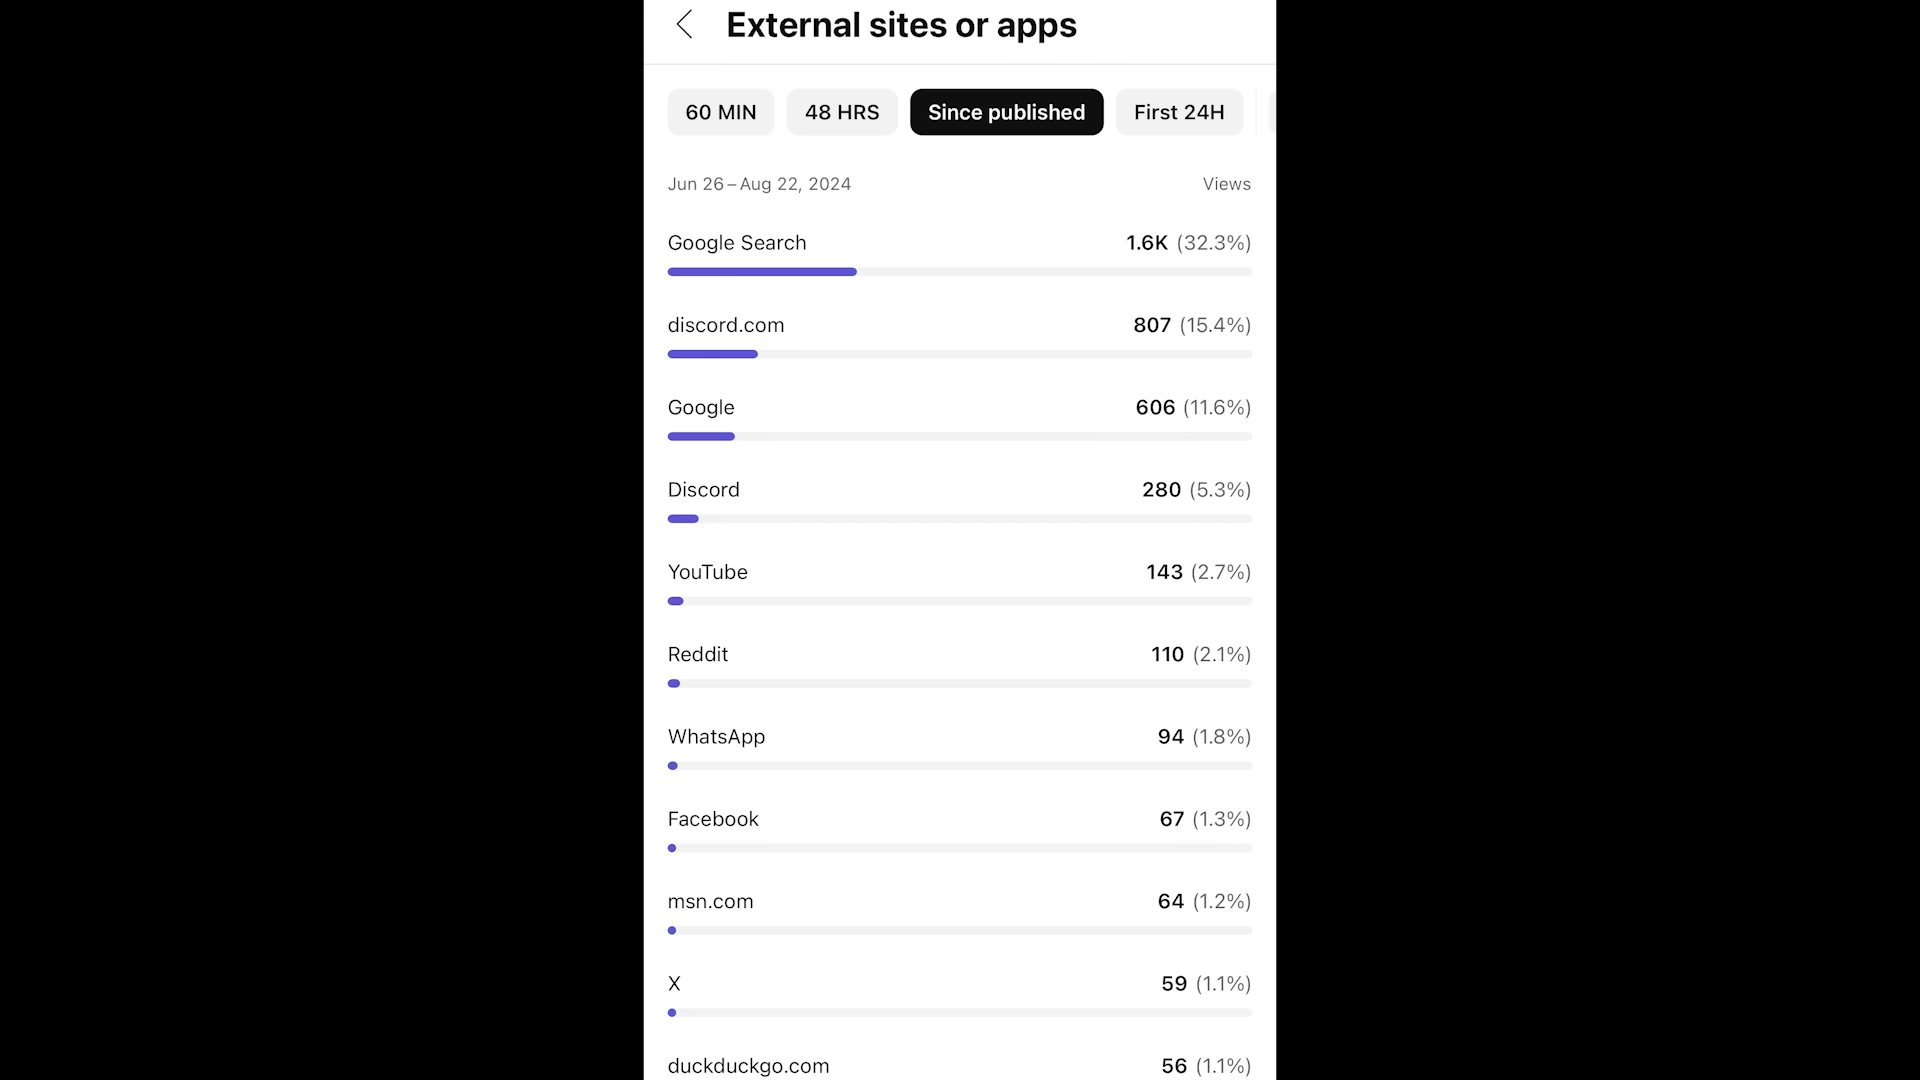 External sites or apps
60 MIN 48 HRS Since published First 24H
Jun 26 – Aug 22, 2024 Views
Google Search 1.6K (32.3%)
discord.com 807 (15.4%)
Google 606 (11.6%)
Discord 280 (5.3%)
YouTube 143 (2.7%)
Reddit 110 (2.1%)
WhatsApp 94 (1.8%)
Facebook 67 (1.3%)
msn.com 64 (1.2%)
X 59 (1.1%)
duckduckgo.com 56 (1.1%)